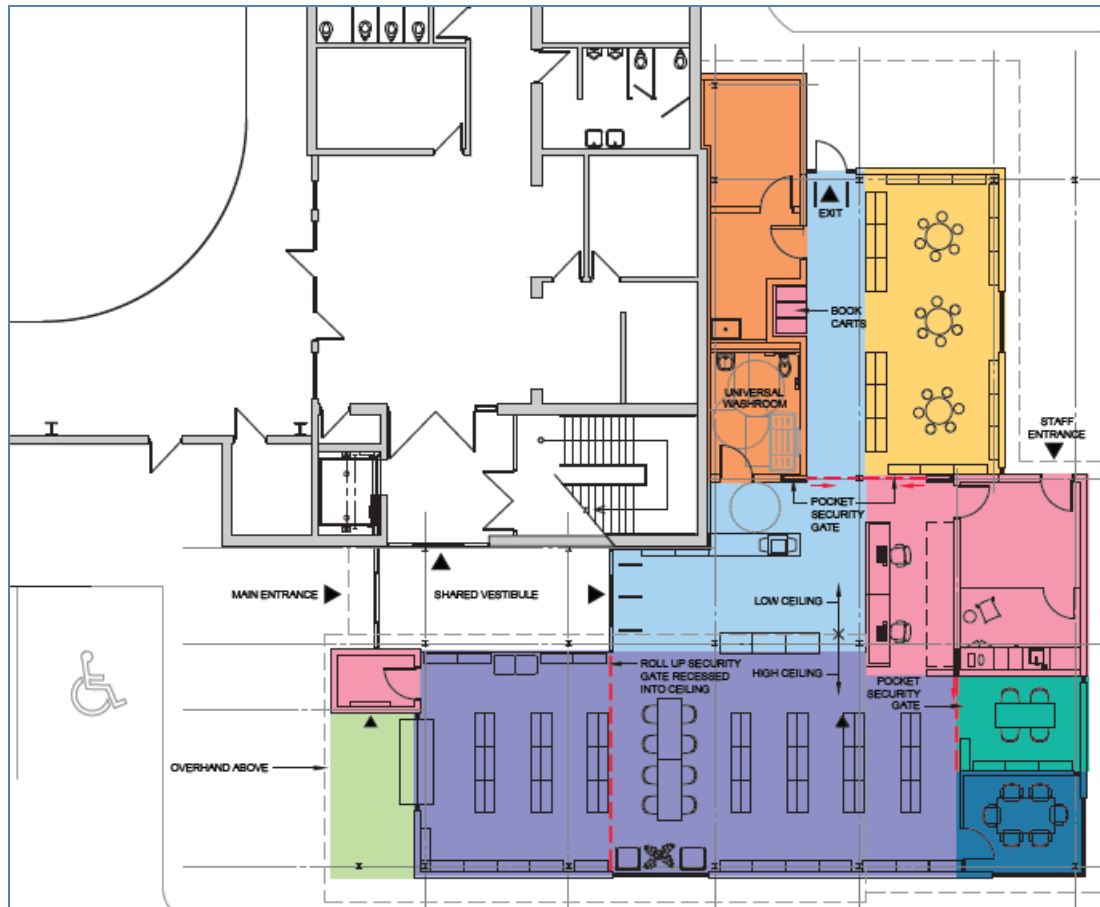 EXIT
BOOK
CARTS
UNIVERSAL
WASHROOM
STAFF
ENTRANCE
POCKET
SECURITY
GATE
MAIN ENTRANCE
SHARED VESTIBULE
LOW CEILING
ROLL UP SECURITY
GATE RECESSED
INTO CEILING
HIGH CEILING
POCKET
SECURITY
GATE
OVERHAND ABOVE